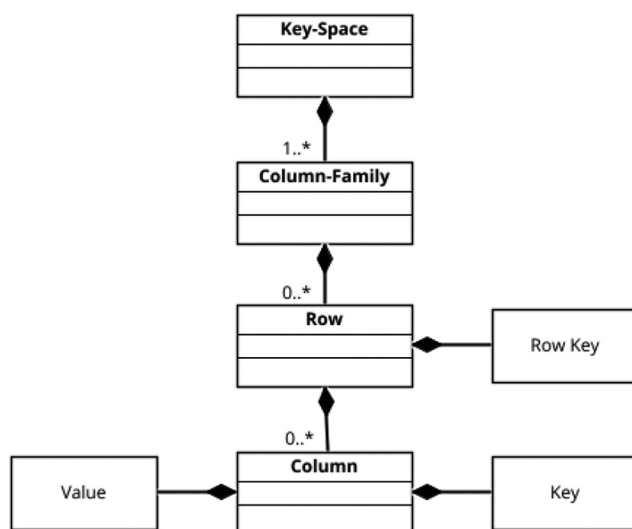 Key-Space
1..*
Column-Family
0..*
Row
Row Key
0..*
Column
Value
Key